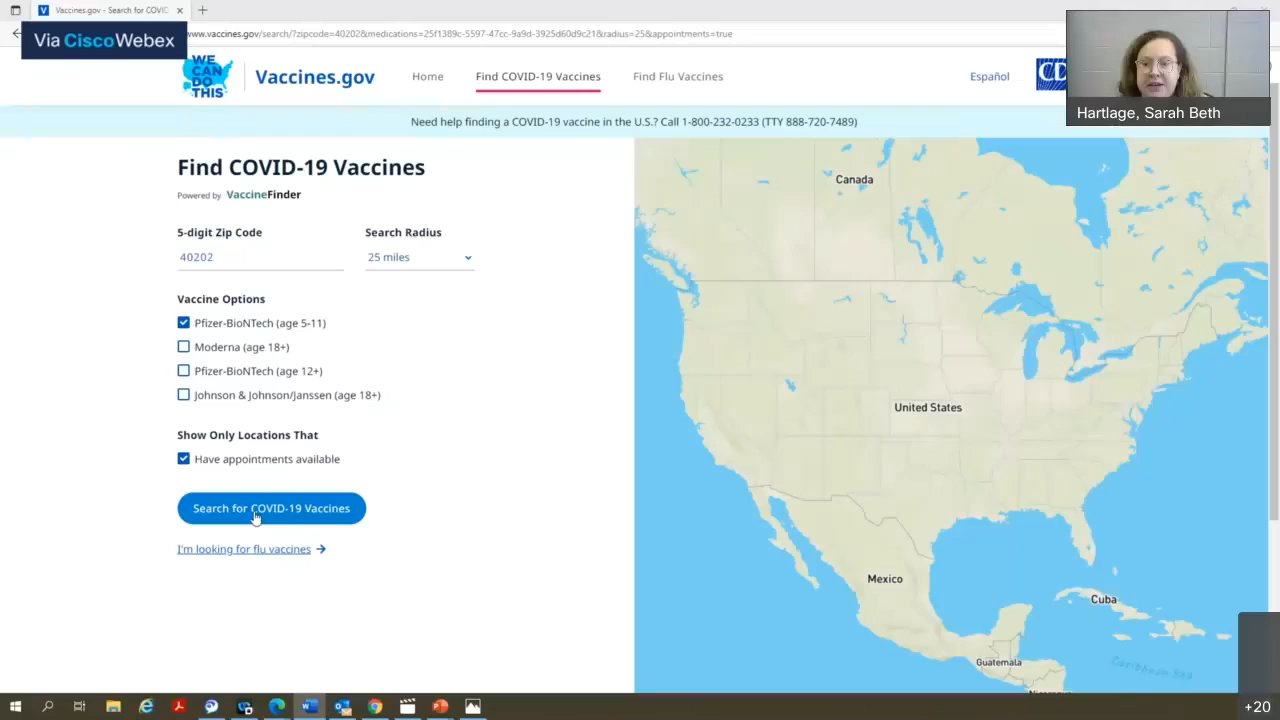 Vaccines.gov - Search for COVID
Via CiscoWebex
www.vaccines.gov/search/?zipcode=40202&medications=25f1389c-5597-47cc-9a9d-3925d60d9c21&radius=25&appointments=true
WE CAN DO THIS
Vaccines.gov
Home
Find COVID-19 Vaccines
Find Flu Vaccines
Español
CD
Hartlage, Sarah Beth
Need help finding a COVID-19 vaccine in the U.S.? Call 1-800-232-0233 (TTY 888-720-7489)
Find COVID-19 Vaccines
Powered by VaccineFinder
5-digit Zip Code
Search Radius
40202
25 miles
Vaccine Options
Pfizer-BioNTech (age 5-11)
Moderna (age 18+)
Pfizer-BioNTech (age 12+)
Johnson & Johnson/Janssen (age 18+)
Show Only Locations That
Have appointments available
Search for COVID-19 Vaccines
I'm looking for flu vaccines
Canada
United States
Mexico
Cuba
Guatemala
Caribbean Sea
+20